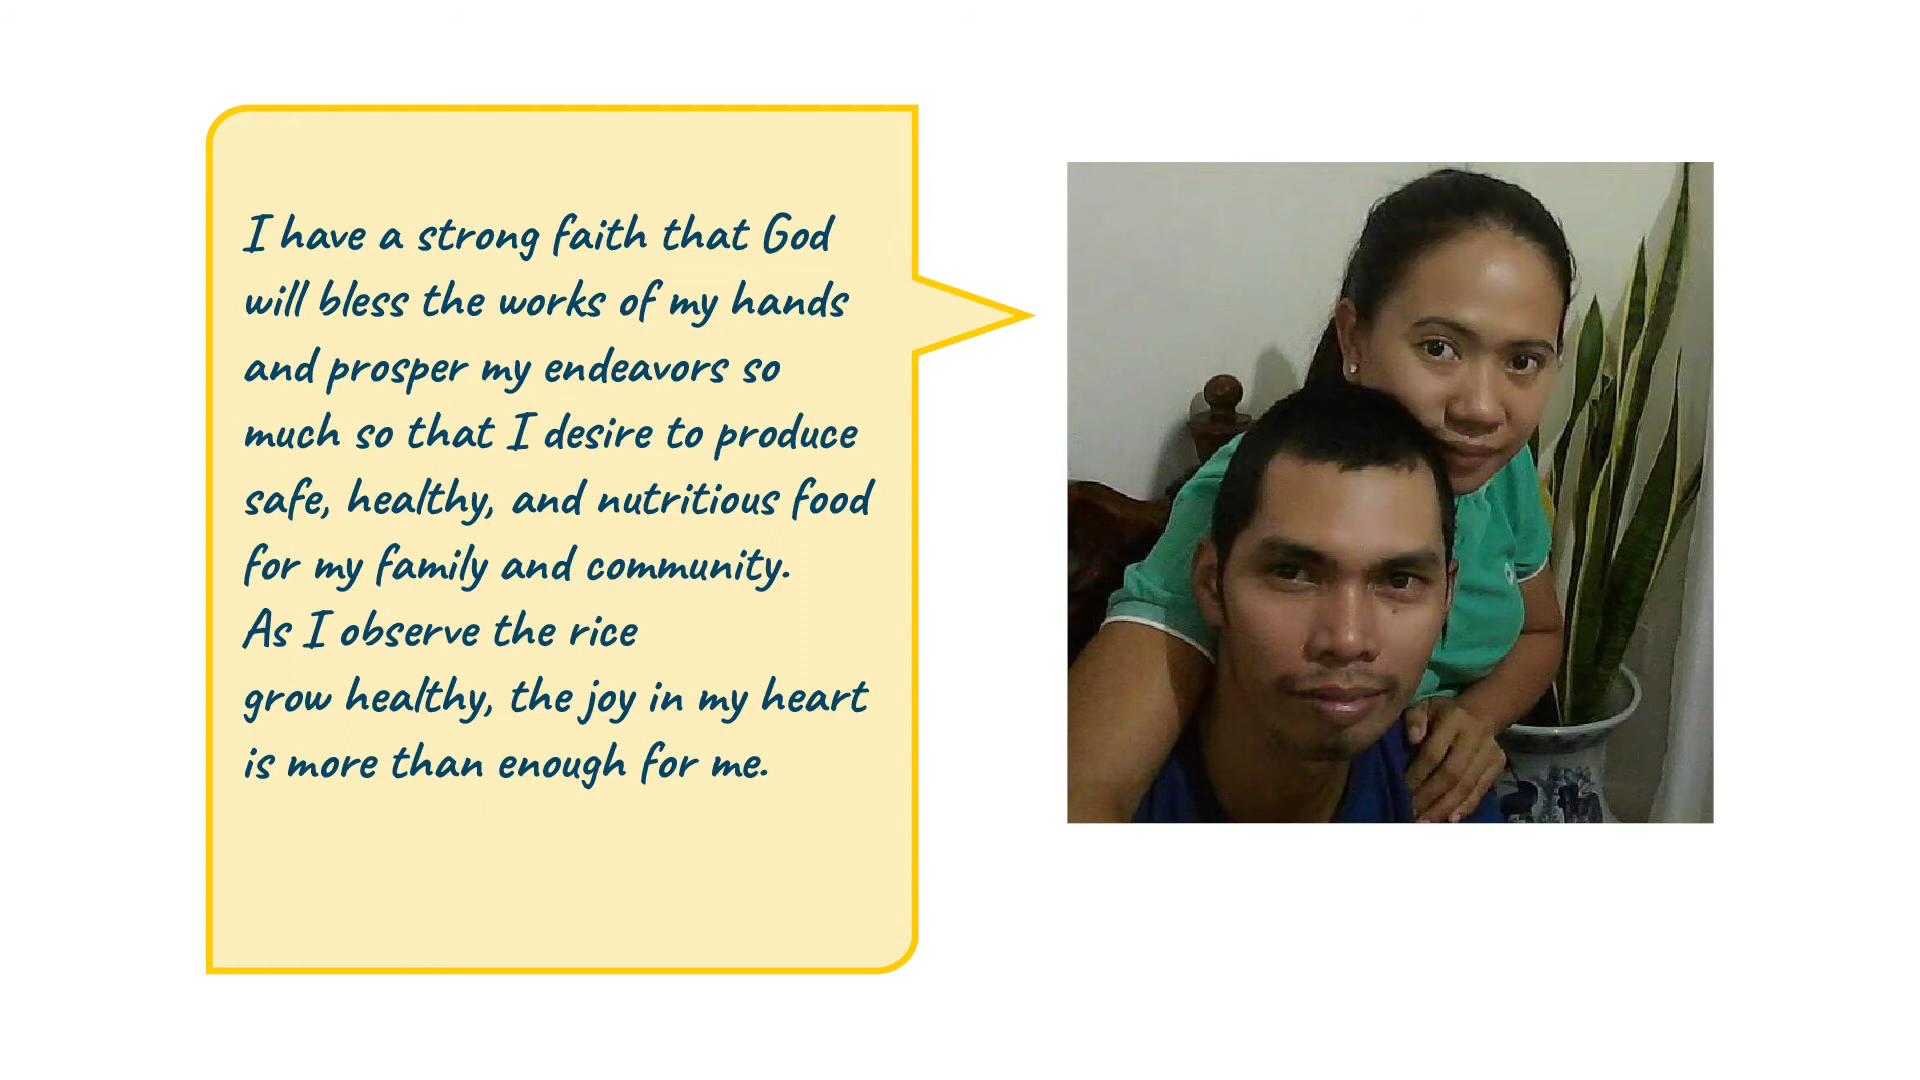 I have a strong faith that God
will bless the works of my hands
and prosper my endeavors so
much so that I desire to produce
safe, healthy, and nutritious food
for my family and community.
As I observe the rice
grow healthy, the joy in my heart
is more than enough for me.